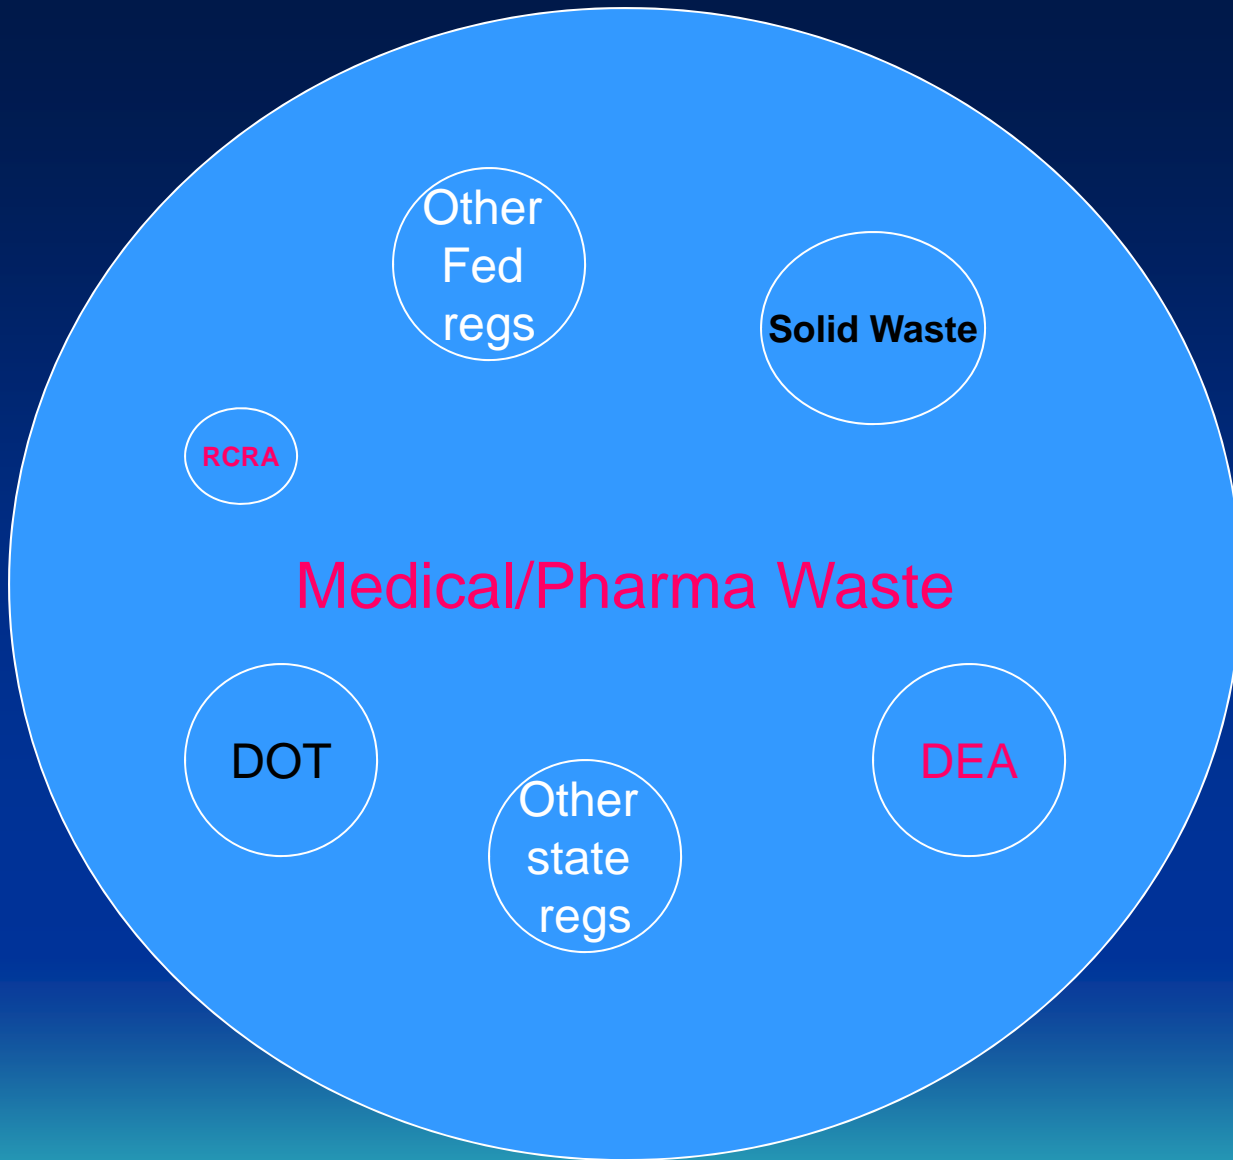 Other
Fed
regs
Solid Waste
RCRA
Medical/Pharma Waste
DOT
DEA
Other
state
regs